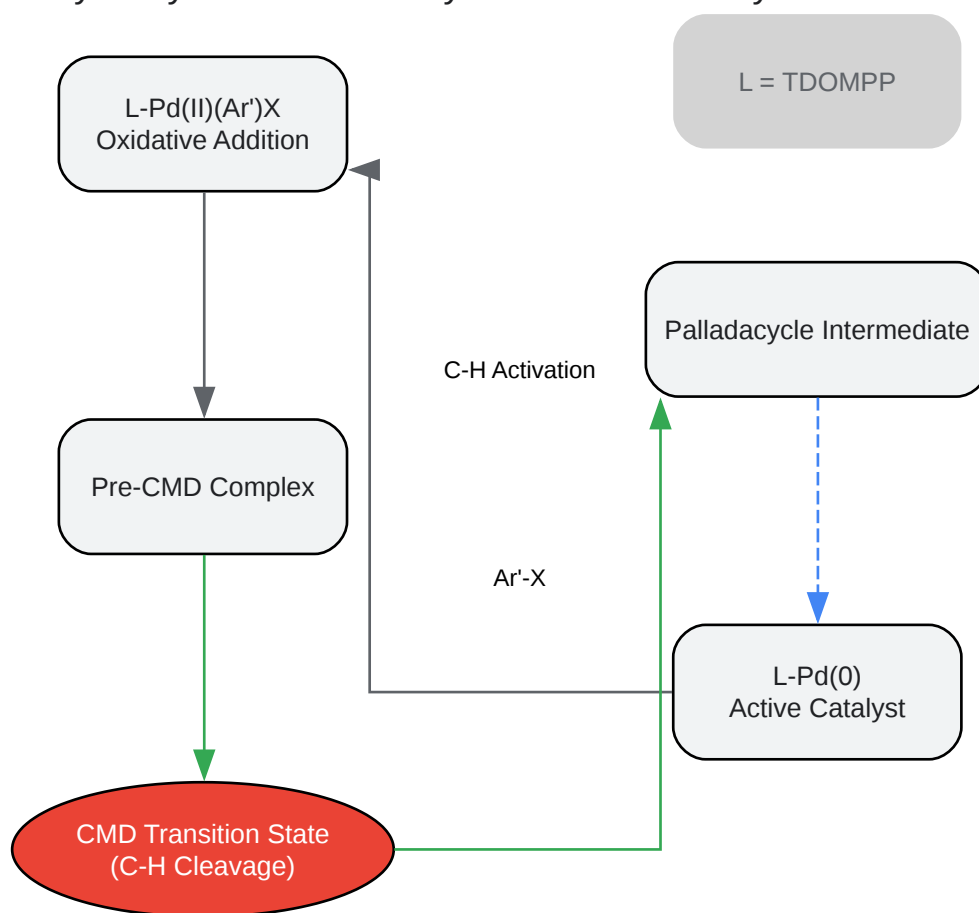 L = TDOMPP
L-Pd(II)(Ar')X
Oxidative Addition
Palladacycle Intermediate
C-H Activation
Pre-CMD Complex
Ar'-X
L-Pd(0)
Active Catalyst
CMD Transition State
(C-H Cleavage)